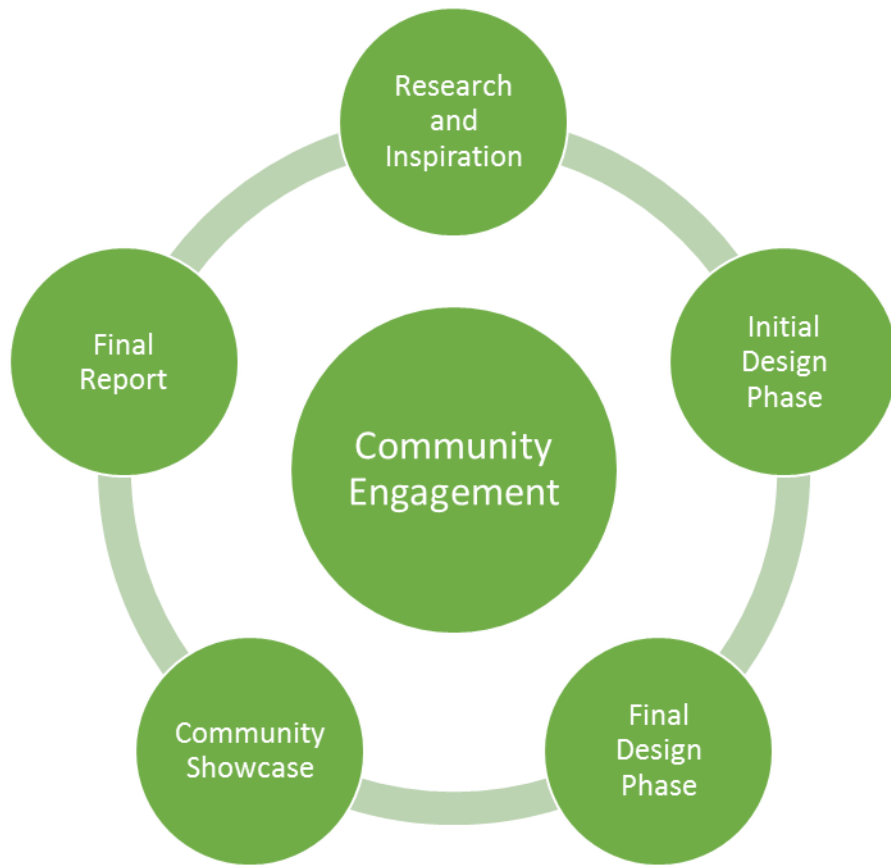 Research
and
Inspiration
Initial
Design
Phase
Final
Design
Phase
Community
Showcase
Final
Report
Community
Engagement